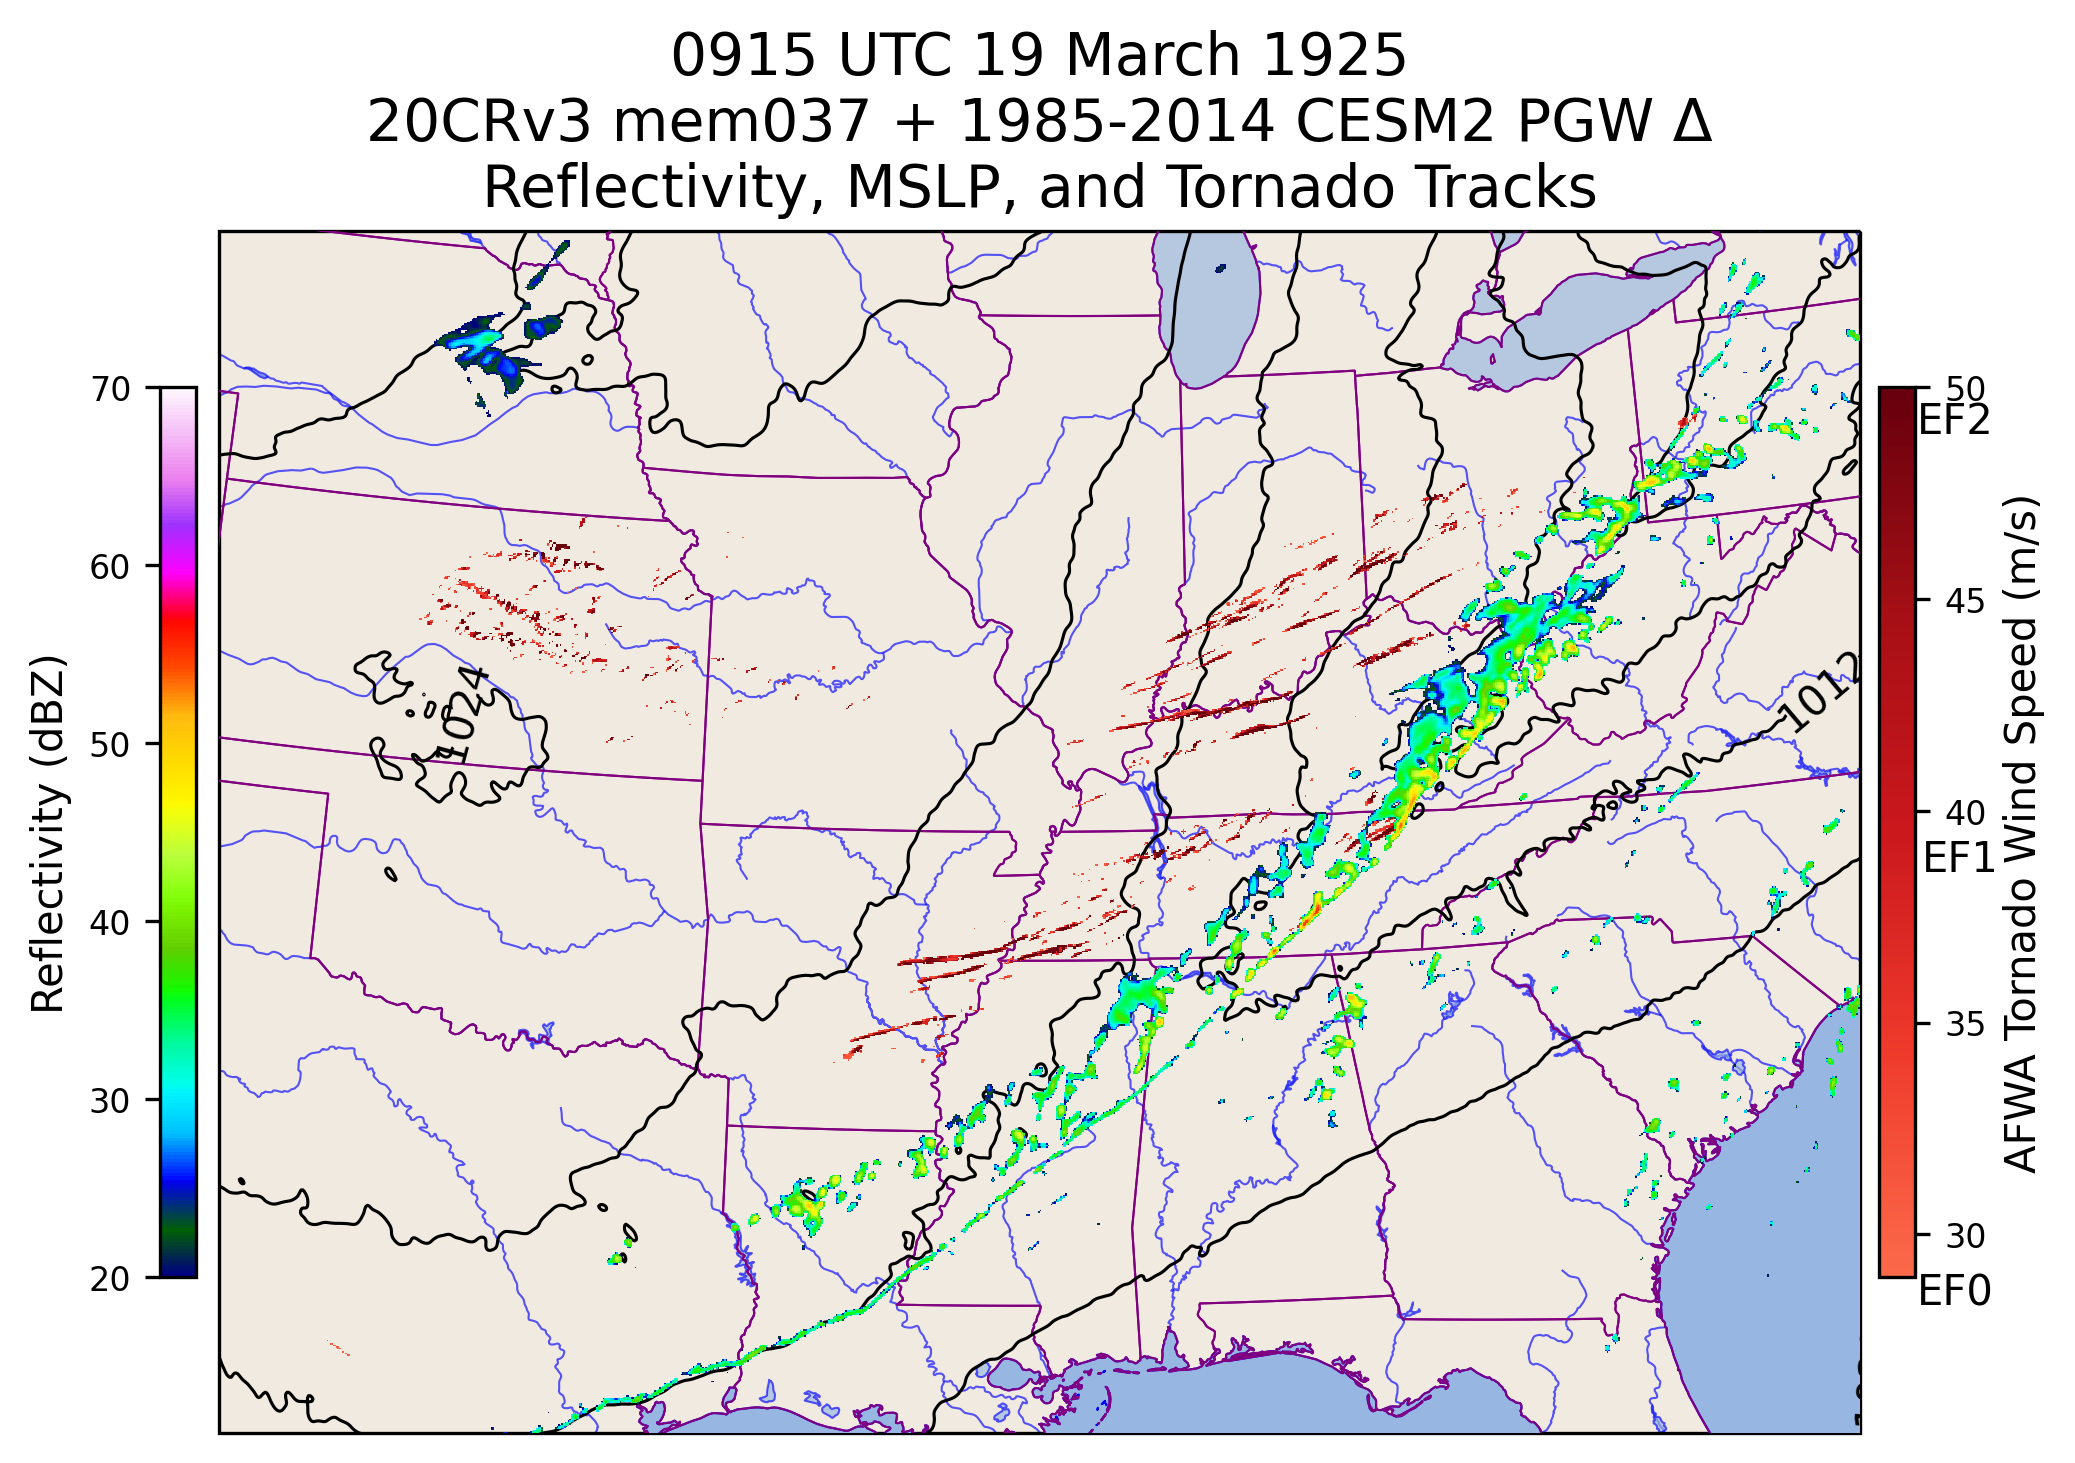 0915 UTC 19 March 1925
20CRv3 mem037 + 1985-2014 CESM2 PGW Δ
Reflectivity, MSLP, and Tornado Tracks
70
60
50
40
30
20
Reflectivity (dBZ)
1024
1012
50
EF2
45
40
EF1
35
30
EF0
AFWA Tornado Wind Speed (m/s)